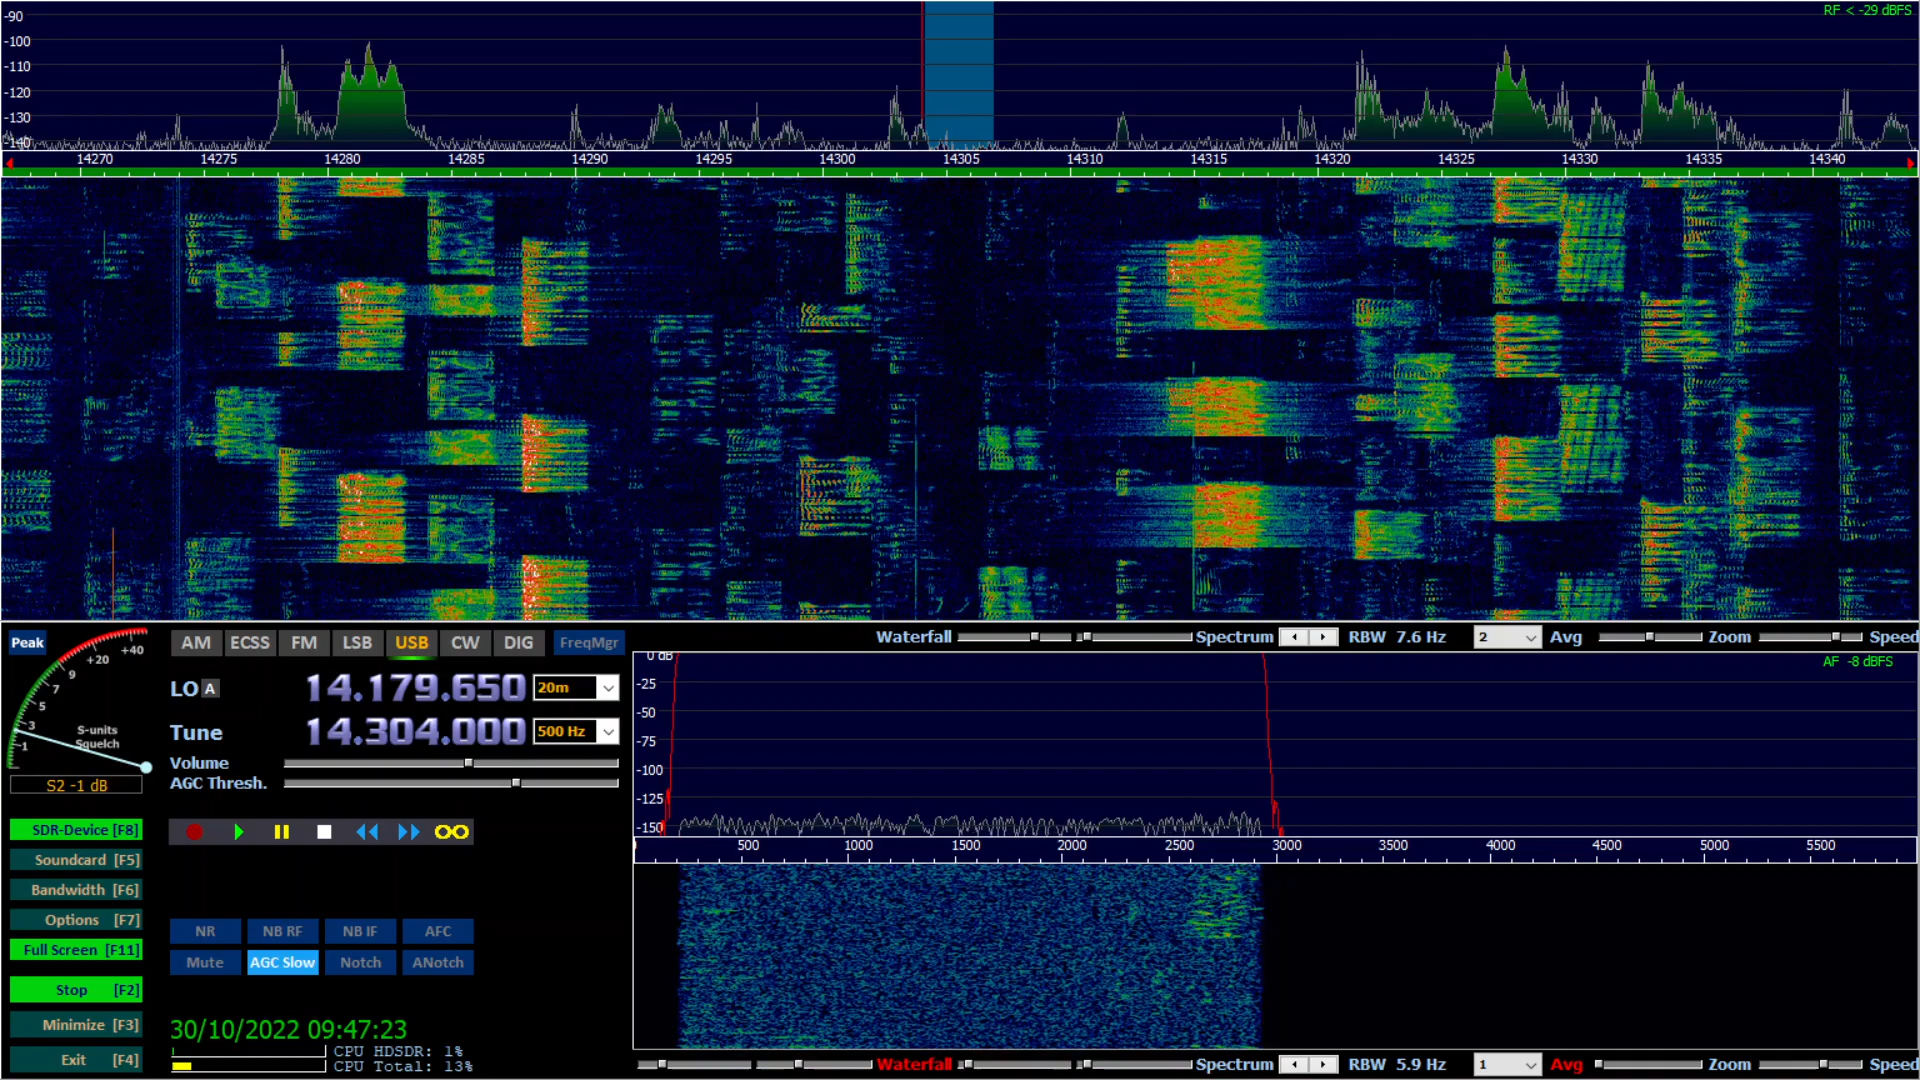 RF < -29 dBFS
-90
-100
-110
-120
-130
-140
14270 14275 14280 14285 14290 14295 14300 14305 14310 14315 14320 14325 14330 14335 14340
Waterfall Spectrum RBW 7.6 Hz 2 Avg Zoom Speed
Peak
+40
+20
9
7
5
3
1
S-units
Squelch
S2 -1 dB
AM ECSS FM LSB USB CW DIG FreqMgr
LO A 14.179.650 20m
Tune 14.304.000 500 Hz
Volume
AGC Thresh.
SDR-Device [F8]
Soundcard [F5]
Bandwidth [F6]
Options [F7]
Full Screen [F11]
Stop [F2]
Minimize [F3]
Exit [F4]
NR NB RF NB IF AFC
Mute AGC Slow Notch ANotch
30/10/2022 09:47:23
CPU HDSDR: 1%
CPU Total: 13%
AF -8 dBFS
0 dB
-25
-50
-75
-100
-125
-150
500 1000 1500 2000 2500 3000 3500 4000 4500 5000 5500
Waterfall Spectrum RBW 5.9 Hz 1 Avg Zoom Speed